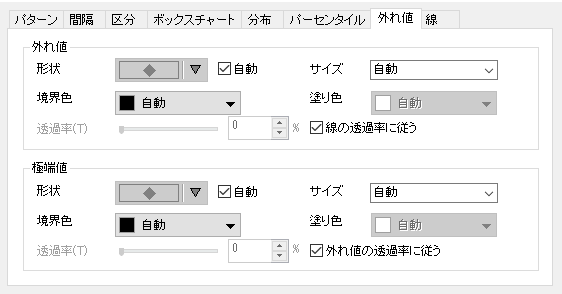 パターン 間隔 区分 ボックスチャート 分布 パーセンタイル 外れ値 線
外れ値
形状 自動 サイズ 自動
境界色 自動 塗り色 自動
透過率(T) 0 % 線の透過率に従う
極端値
形状 自動 サイズ 自動
境界色 自動 塗り色 自動
透過率(T) 0 % 外れ値の透過率に従う